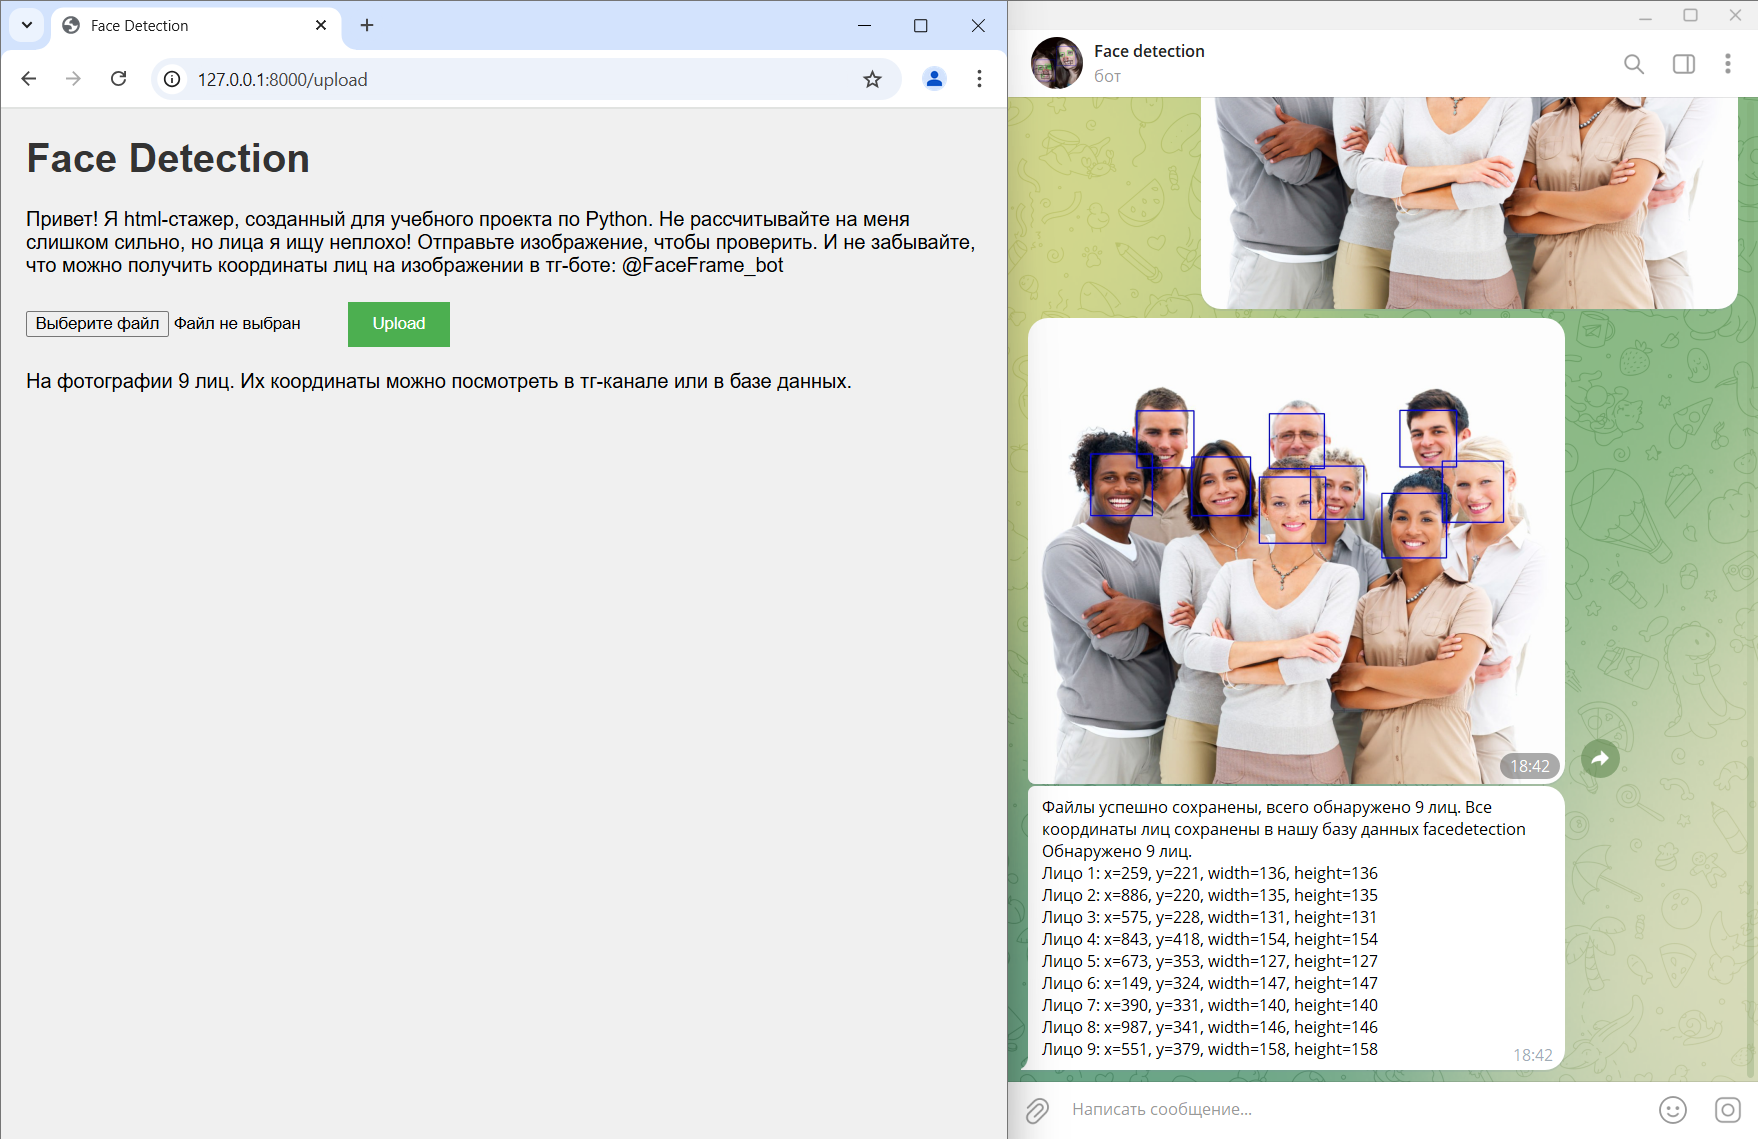 Face Detection
127.0.0.1:8000/upload
Face Detection
Привет! Я html-стажер, созданный для учебного проекта по Python. Не рассчитывайте на меня
слишком сильно, но лица я ищу неплохо! Отправьте изображение, чтобы проверить. И не забывайте,
что можно получить координаты лиц на изображении в тг-боте: @FaceFrame_bot
Выберите файл Файл не выбран Upload
На фотографии 9 лиц. Их координаты можно посмотреть в тг-канале или в базе данных.
Face detection
бот
18:42
Файлы успешно сохранены, всего обнаружено 9 лиц. Все
координаты лиц сохранены в нашу базу данных facedetection
Обнаружено 9 лиц.
Лицо 1: x=259, y=221, width=136, height=136
Лицо 2: x=886, y=220, width=135, height=135
Лицо 3: x=575, y=228, width=131, height=131
Лицо 4: x=843, y=418, width=154, height=154
Лицо 5: x=673, y=353, width=127, height=127
Лицо 6: x=149, y=324, width=147, height=147
Лицо 7: x=390, y=331, width=140, height=140
Лицо 8: x=987, y=341, width=146, height=146
Лицо 9: x=551, y=379, width=158, height=158
18:42
Написать сообщение...